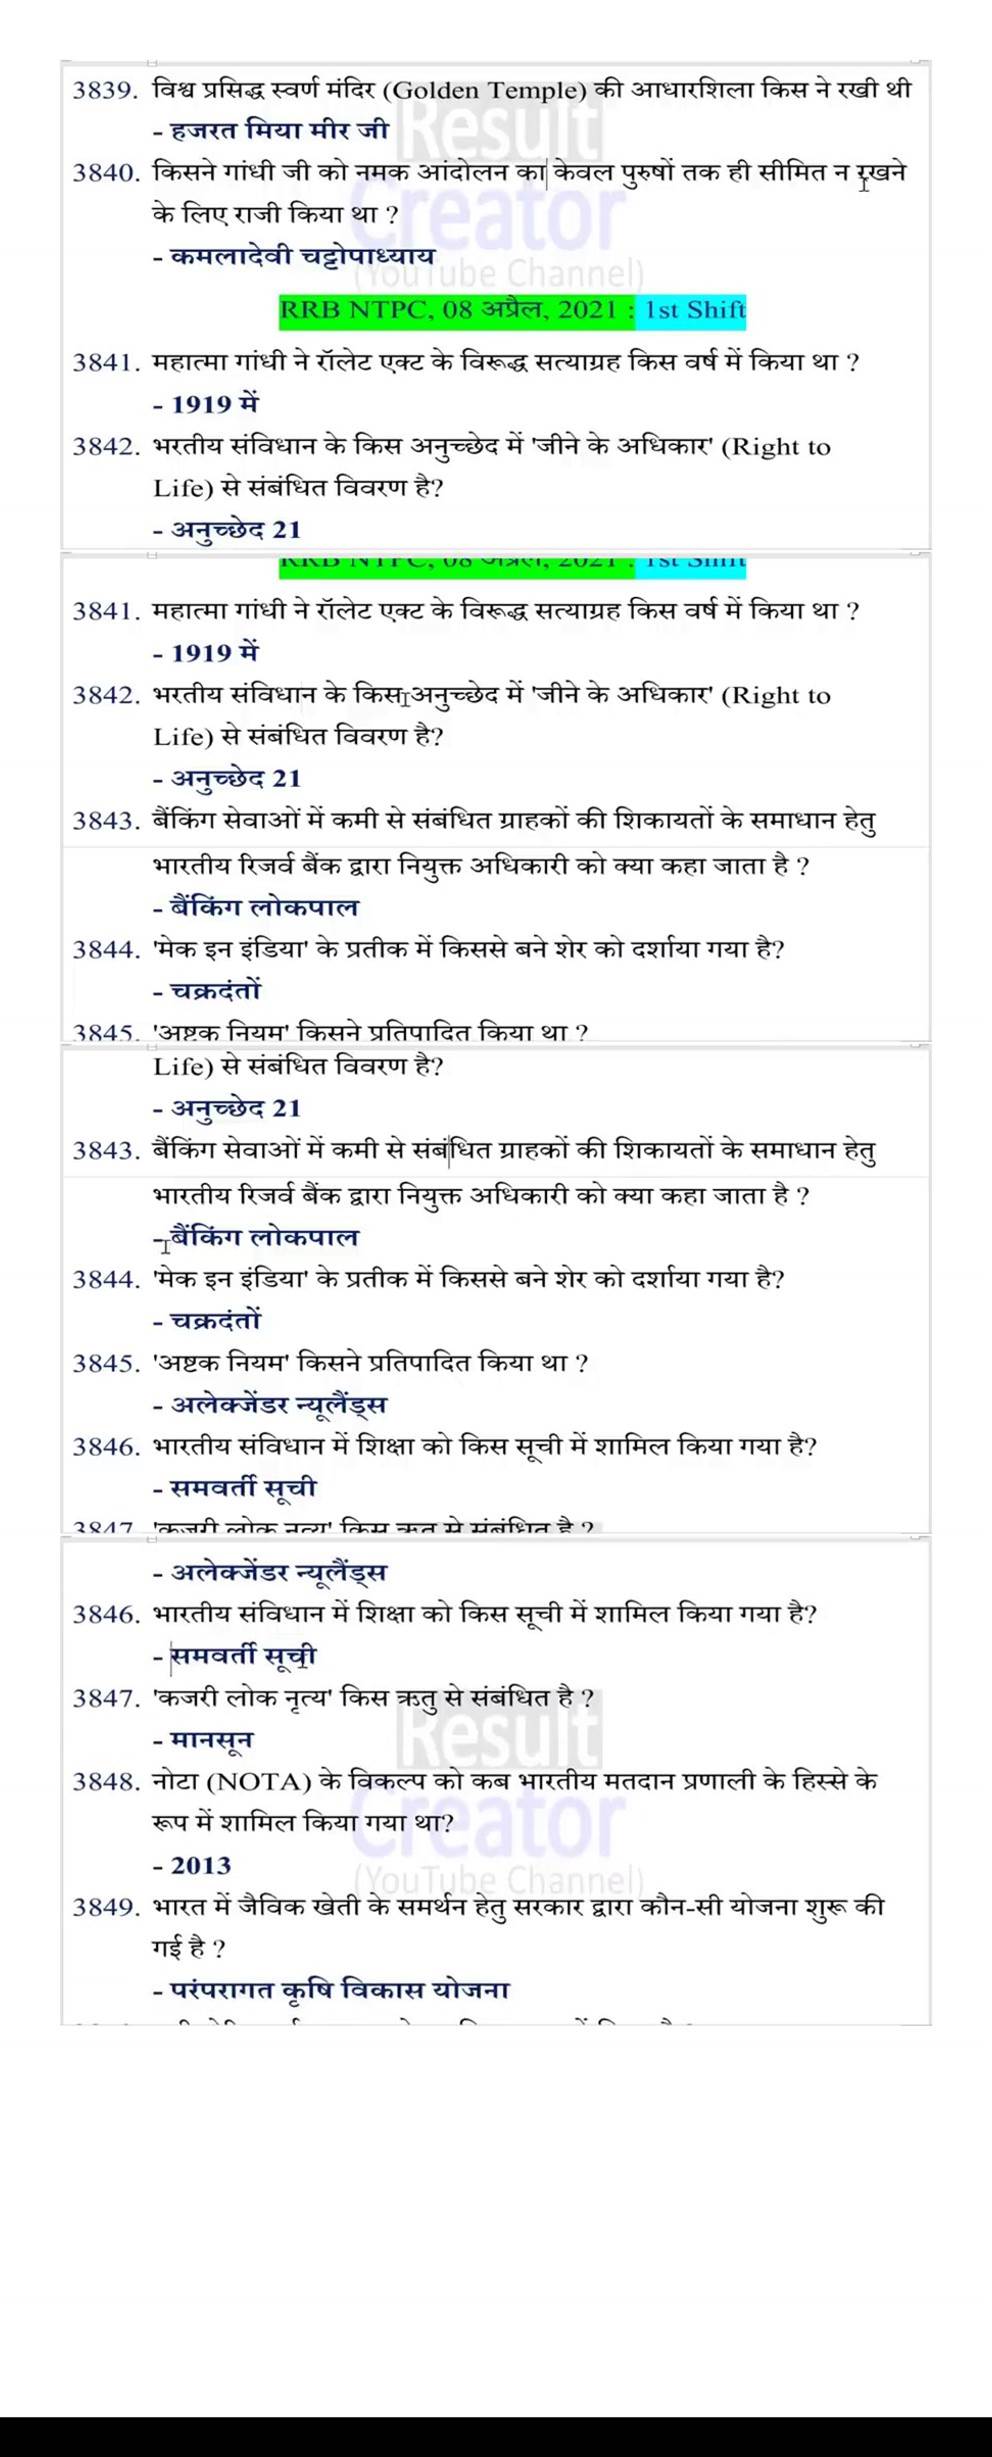 3839. विश्व प्रसिद्ध स्वर्ण मंदिर (Golden Temple) की आधारशिला किस ने रखी थी
- हजरत मिया मीर जी
3840. किसने गांधी जी को नमक आंदोलन का केवल पुरुषों तक ही सीमित न रखने
के लिए राजी किया था ?
- कमलादेवी चट्टोपाध्याय
Result
Creator
(YouTube Channel)
RRB NTPC, 08 अप्रैल, 2021 : 1st Shift
3841. महात्मा गांधी ने रॉलेट एक्ट के विरूद्ध सत्याग्रह किस वर्ष में किया था ?
- 1919 में
3842. भरतीय संविधान के किस अनुच्छेद में 'जीने के अधिकार' (Right to
Life) से संबंधित विवरण है?
- अनुच्छेद 21
RRB NTPC, 08 अप्रैल, 2021 : 1st Shift
3841. महात्मा गांधी ने रॉलेट एक्ट के विरूद्ध सत्याग्रह किस वर्ष में किया था ?
- 1919 में
3842. भरतीय संविधान के किस अनुच्छेद में 'जीने के अधिकार' (Right to
Life) से संबंधित विवरण है?
- अनुच्छेद 21
3843. बैंकिंग सेवाओं में कमी से संबंधित ग्राहकों की शिकायतों के समाधान हेतु
भारतीय रिजर्व बैंक द्वारा नियुक्त अधिकारी को क्या कहा जाता है ?
- बैंकिंग लोकपाल
3844. 'मेक इन इंडिया' के प्रतीक में किससे बने शेर को दर्शाया गया है?
- चक्रदंतों
3845. 'अष्टक नियम' किसने प्रतिपादित किया था ?
Life) से संबंधित विवरण है?
- अनुच्छेद 21
3843. बैंकिंग सेवाओं में कमी से संबंधित ग्राहकों की शिकायतों के समाधान हेतु
भारतीय रिजर्व बैंक द्वारा नियुक्त अधिकारी को क्या कहा जाता है ?
- बैंकिंग लोकपाल
3844. 'मेक इन इंडिया' के प्रतीक में किससे बने शेर को दर्शाया गया है?
- चक्रदंतों
3845. 'अष्टक नियम' किसने प्रतिपादित किया था ?
- अलेक्जेंडर न्यूलैंड्स
3846. भारतीय संविधान में शिक्षा को किस सूची में शामिल किया गया है?
- समवर्ती सूची
3847. 'कजरी लोक नृत्य' किस ऋतु से संबंधित है ?
- अलेक्जेंडर न्यूलैंड्स
3846. भारतीय संविधान में शिक्षा को किस सूची में शामिल किया गया है?
- समवर्ती सूची
3847. 'कजरी लोक नृत्य' किस ऋतु से संबंधित है ?
- मानसून
3848. नोटा (NOTA) के विकल्प को कब भारतीय मतदान प्रणाली के हिस्से के
रूप में शामिल किया गया था?
- 2013
Result
Creator
(YouTube Channel)
3849. भारत में जैविक खेती के समर्थन हेतु सरकार द्वारा कौन-सी योजना शुरू की
गई है ?
- परंपरागत कृषि विकास योजना